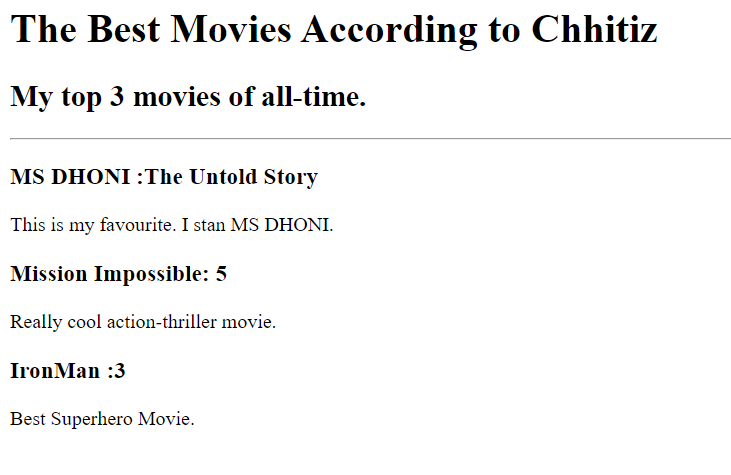 The Best Movies According to Chhitiz
My top 3 movies of all-time.
MS DHONI :The Untold Story
This is my favourite. I stan MS DHONI.
Mission Impossible: 5
Really cool action-thriller movie.
IronMan :3
Best Superhero Movie.